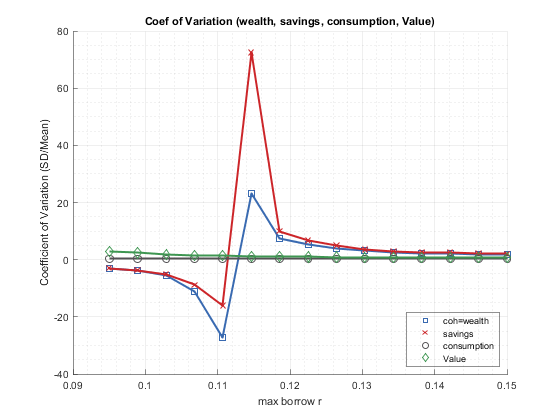 Coef of Variation (wealth, savings, consumption, Value)
Coefficient of Variation (SD/Mean)
80
60
40
20
0
-20
-40
0.09
0.1
0.11
0.12
0.13
0.14
0.15
max borrow r
coh=wealth
savings
consumption
Value